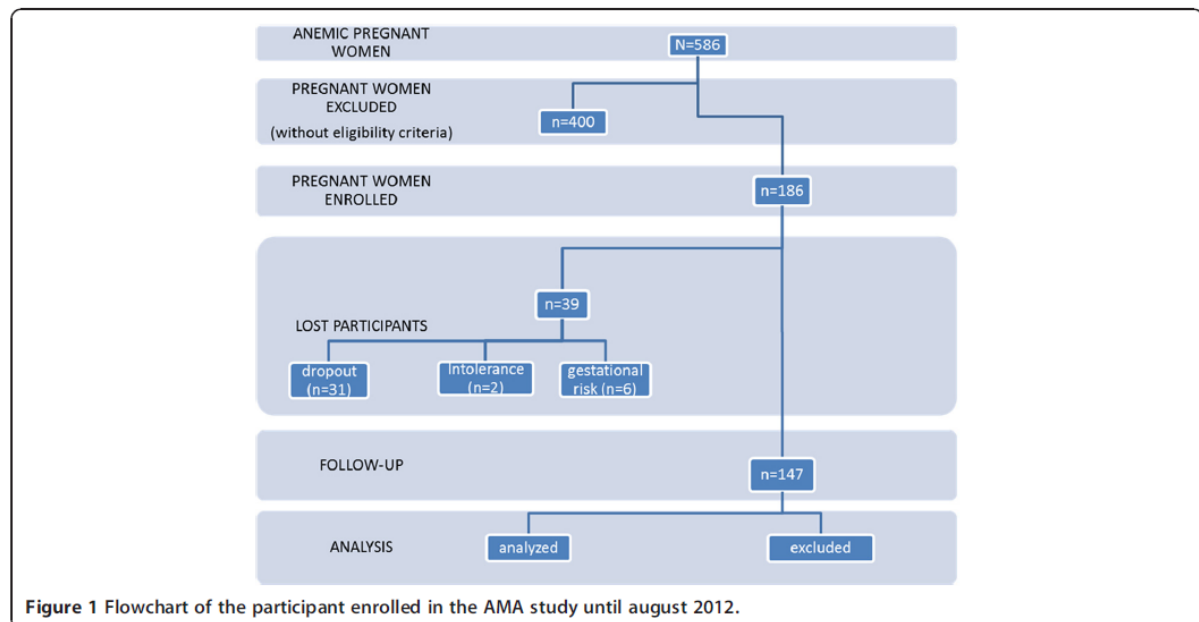 ANEMIC PREGNANT
WOMEN
N=586
PREGNANT WOMEN
EXCLUDED
(without eligibility criteria)
n=400
PREGNANT WOMEN
ENROLLED
n=186
n=39
LOST PARTICIPANTS
dropout
(n=31)
Intolerance
(n=2)
gestational
risk (n=6)
FOLLOW-UP
n=147
ANALYSIS
analyzed
excluded
Figure 1 Flowchart of the participant enrolled in the AMA study until august 2012.